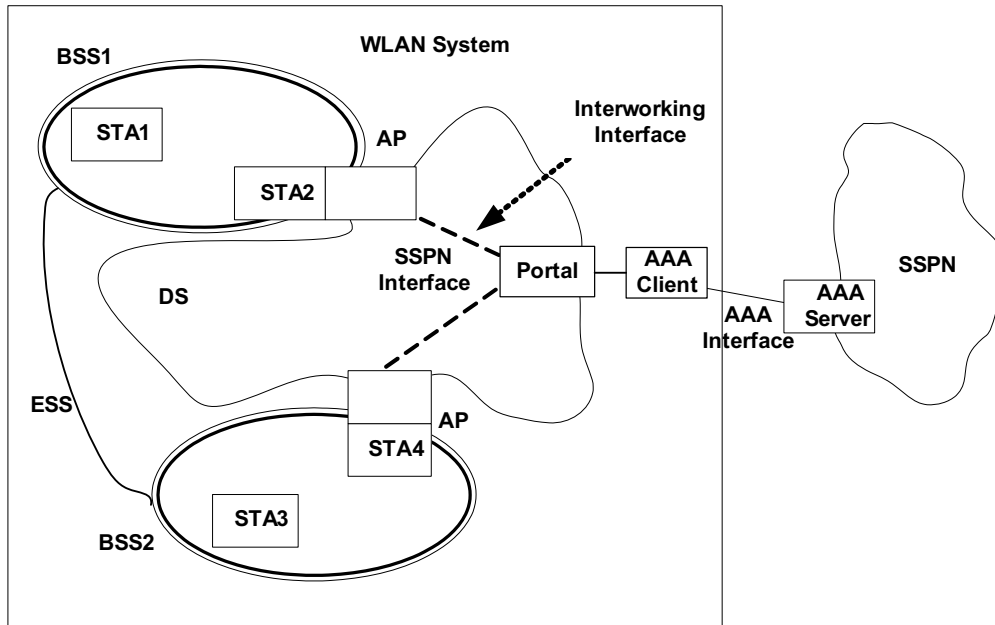 WLAN System
BSS1
STA1
AP
Interworking
Interface
STA2
SSPN
Interface
DS
Portal
AAA
Client
AAA
Interface
AAA
Server
SSPN
ESS
AP
STA4
STA3
BSS2